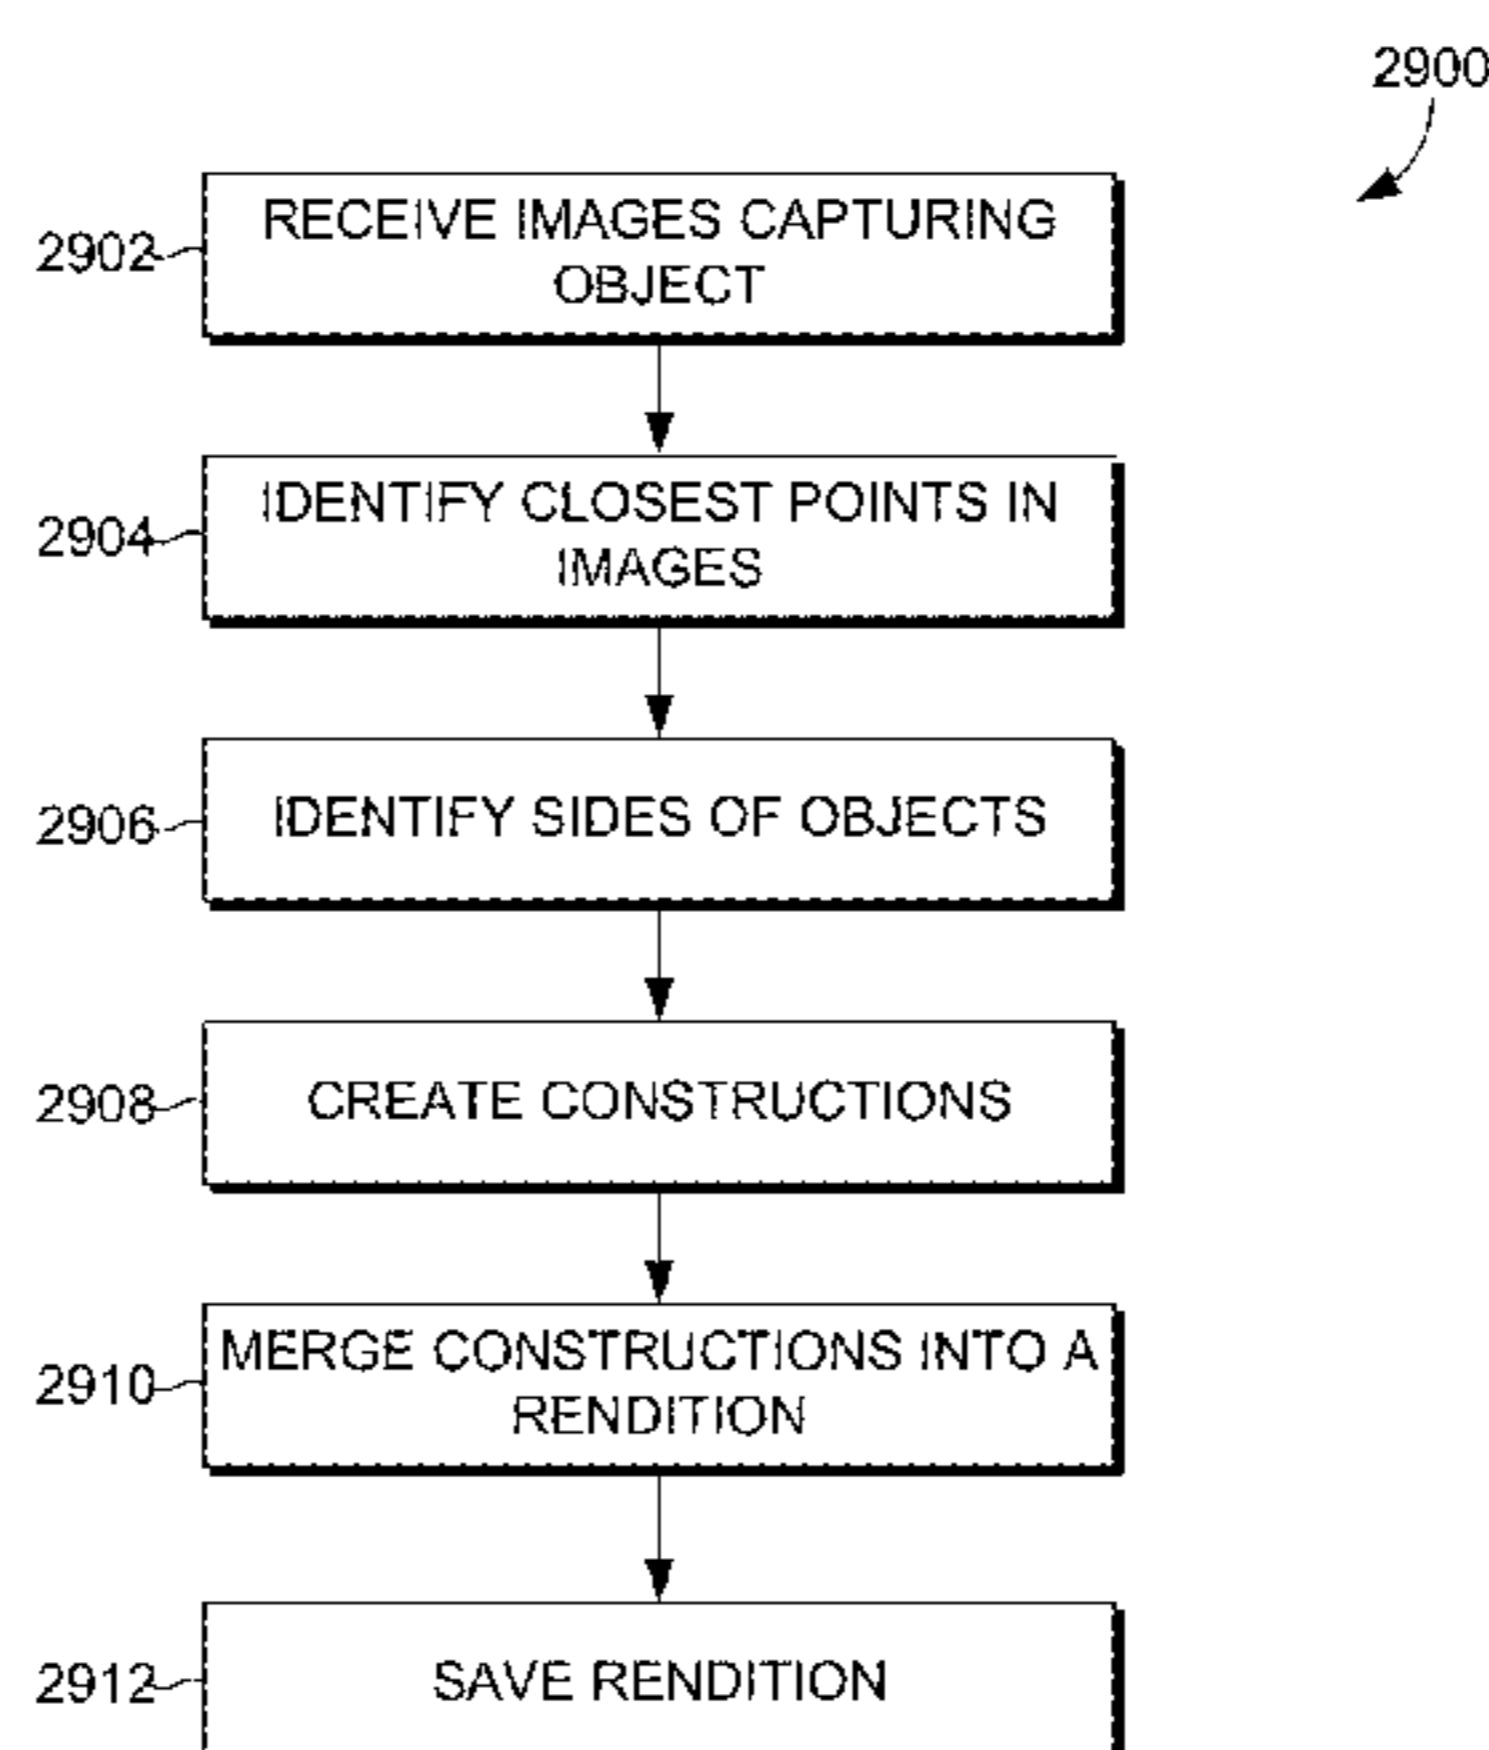 2900
2902
RECEIVE IMAGES CAPTURING
OBJECT
2904
IDENTIFY CLOSEST POINTS IN
IMAGES
2906
IDENTIFY SIDES OF OBJECTS
2908
CREATE CONSTRUCTIONS
2910
MERGE CONSTRUCTIONS INTO A
RENDITION
2912
SAVE RENDITION